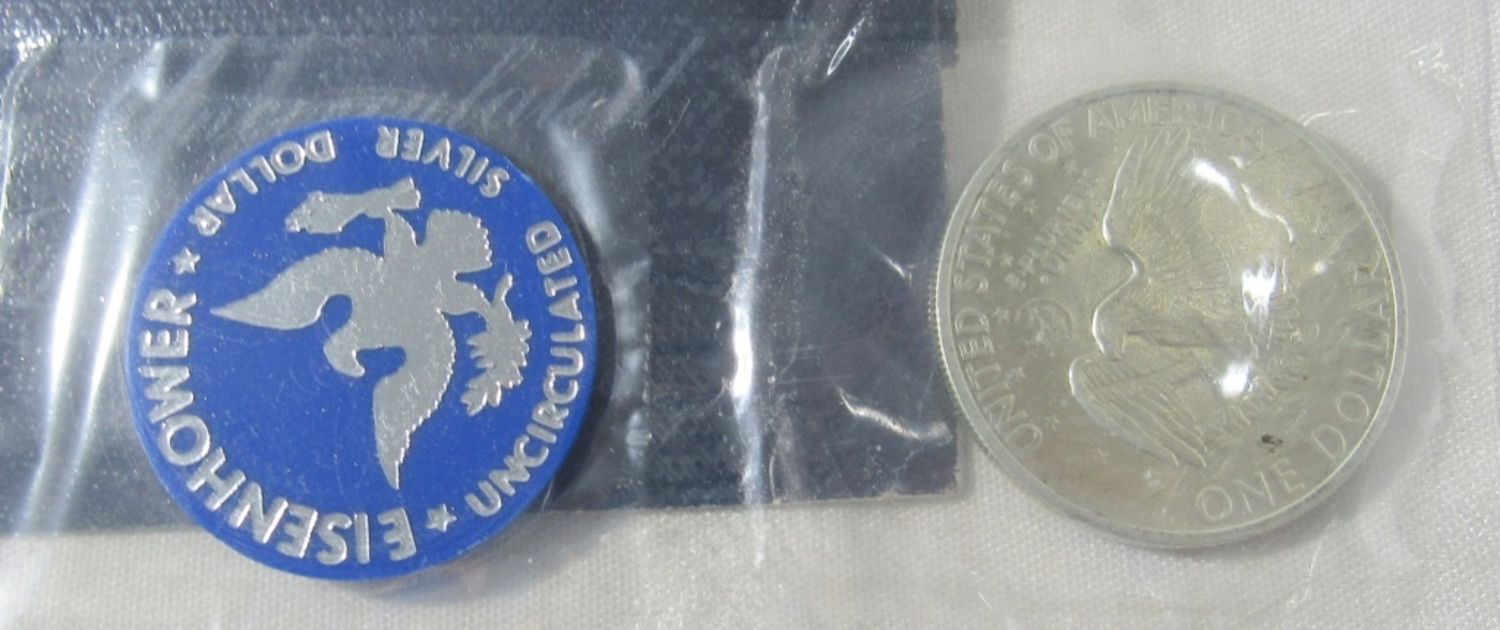 EISENHOWER
★ UNCIRCULATED SILVER DOLLAR ★
UNITED STATES OF AMERICA
E PLURIBUS
UNUM
ONE DOLLAR